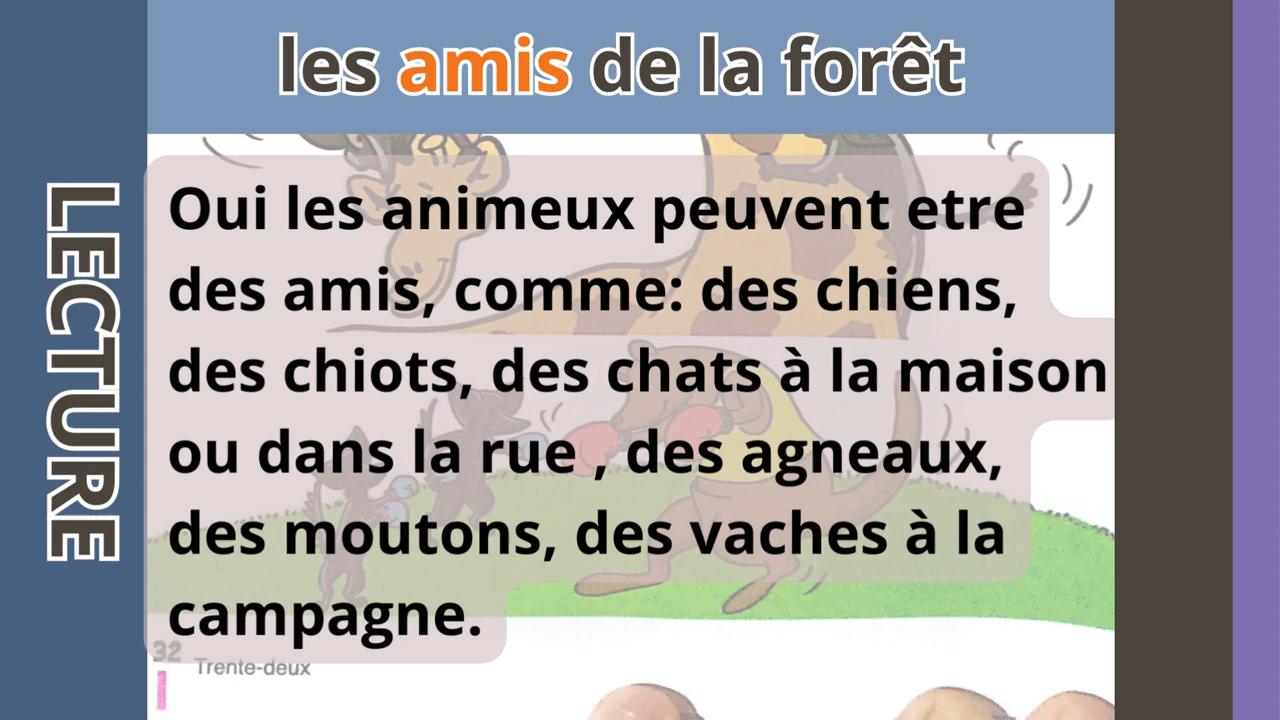 les amis de la forêt
LECTURE
Oui les animeux peuvent etre
des amis, comme: des chiens,
des chiots, des chats à la maison
ou dans la rue , des agneaux,
des moutons, des vaches à la
campagne.
32
Trente-deux